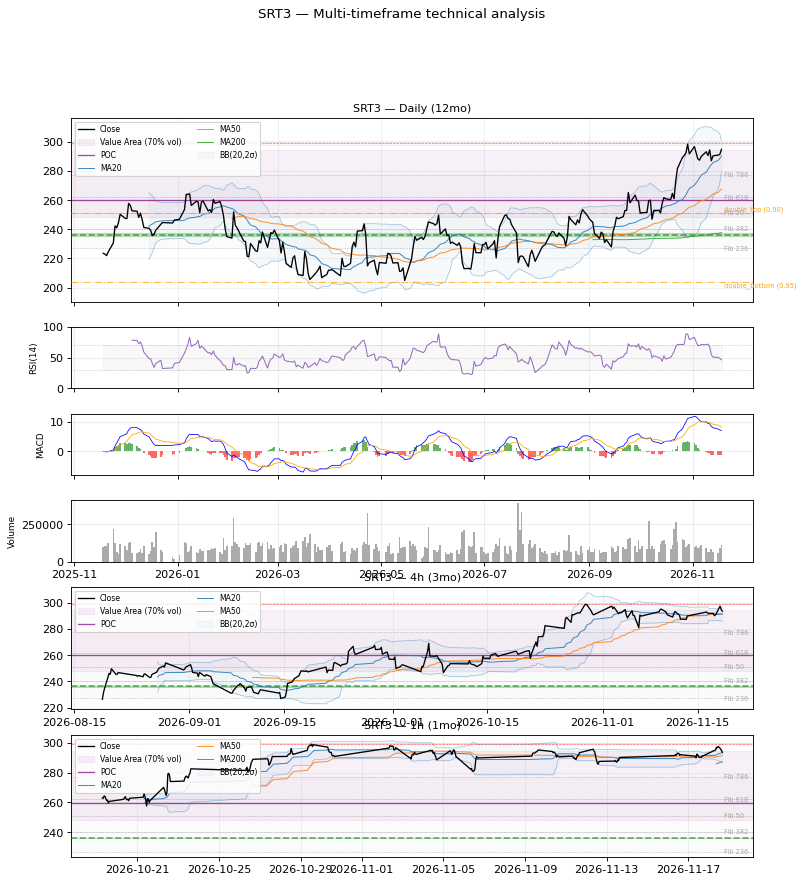 SRT3 — Multi-timeframe technical analysis
SRT3 — Daily (12mo)
Close
Value Area (70% vol)
POC
MA20
MA50
MA200
BB(20,2σ)
300
280
260
240
220
200
Fib 786
Fib 618
double_top (0.90)
Fib 50
Fib 382
Fib 236
double_bottom (0.95)
RSI(14)
100
50
0
MACD
10
0
Volume
250000
0
2025-11
2026-01
2026-03
2026-05
2026-07
2026-09
2026-11
SRT3 — 4h (3mo)
Close
Value Area (70% vol)
POC
MA20
MA50
BB(20,2σ)
300
280
260
240
220
Fib 786
Fib 618
Fib 50
Fib 382
Fib 236
2026-08-15
2026-09-01
2026-09-15
2026-10-01
2026-10-15
2026-11-01
2026-11-15
SRT3 — 1h (1mo)
Close
Value Area (70% vol)
POC
MA20
MA50
MA200
BB(20,2σ)
300
280
260
240
Fib 786
Fib 618
Fib 50
Fib 382
Fib 236
2026-10-21
2026-10-25
2026-10-29
2026-11-01
2026-11-05
2026-11-09
2026-11-13
2026-11-17